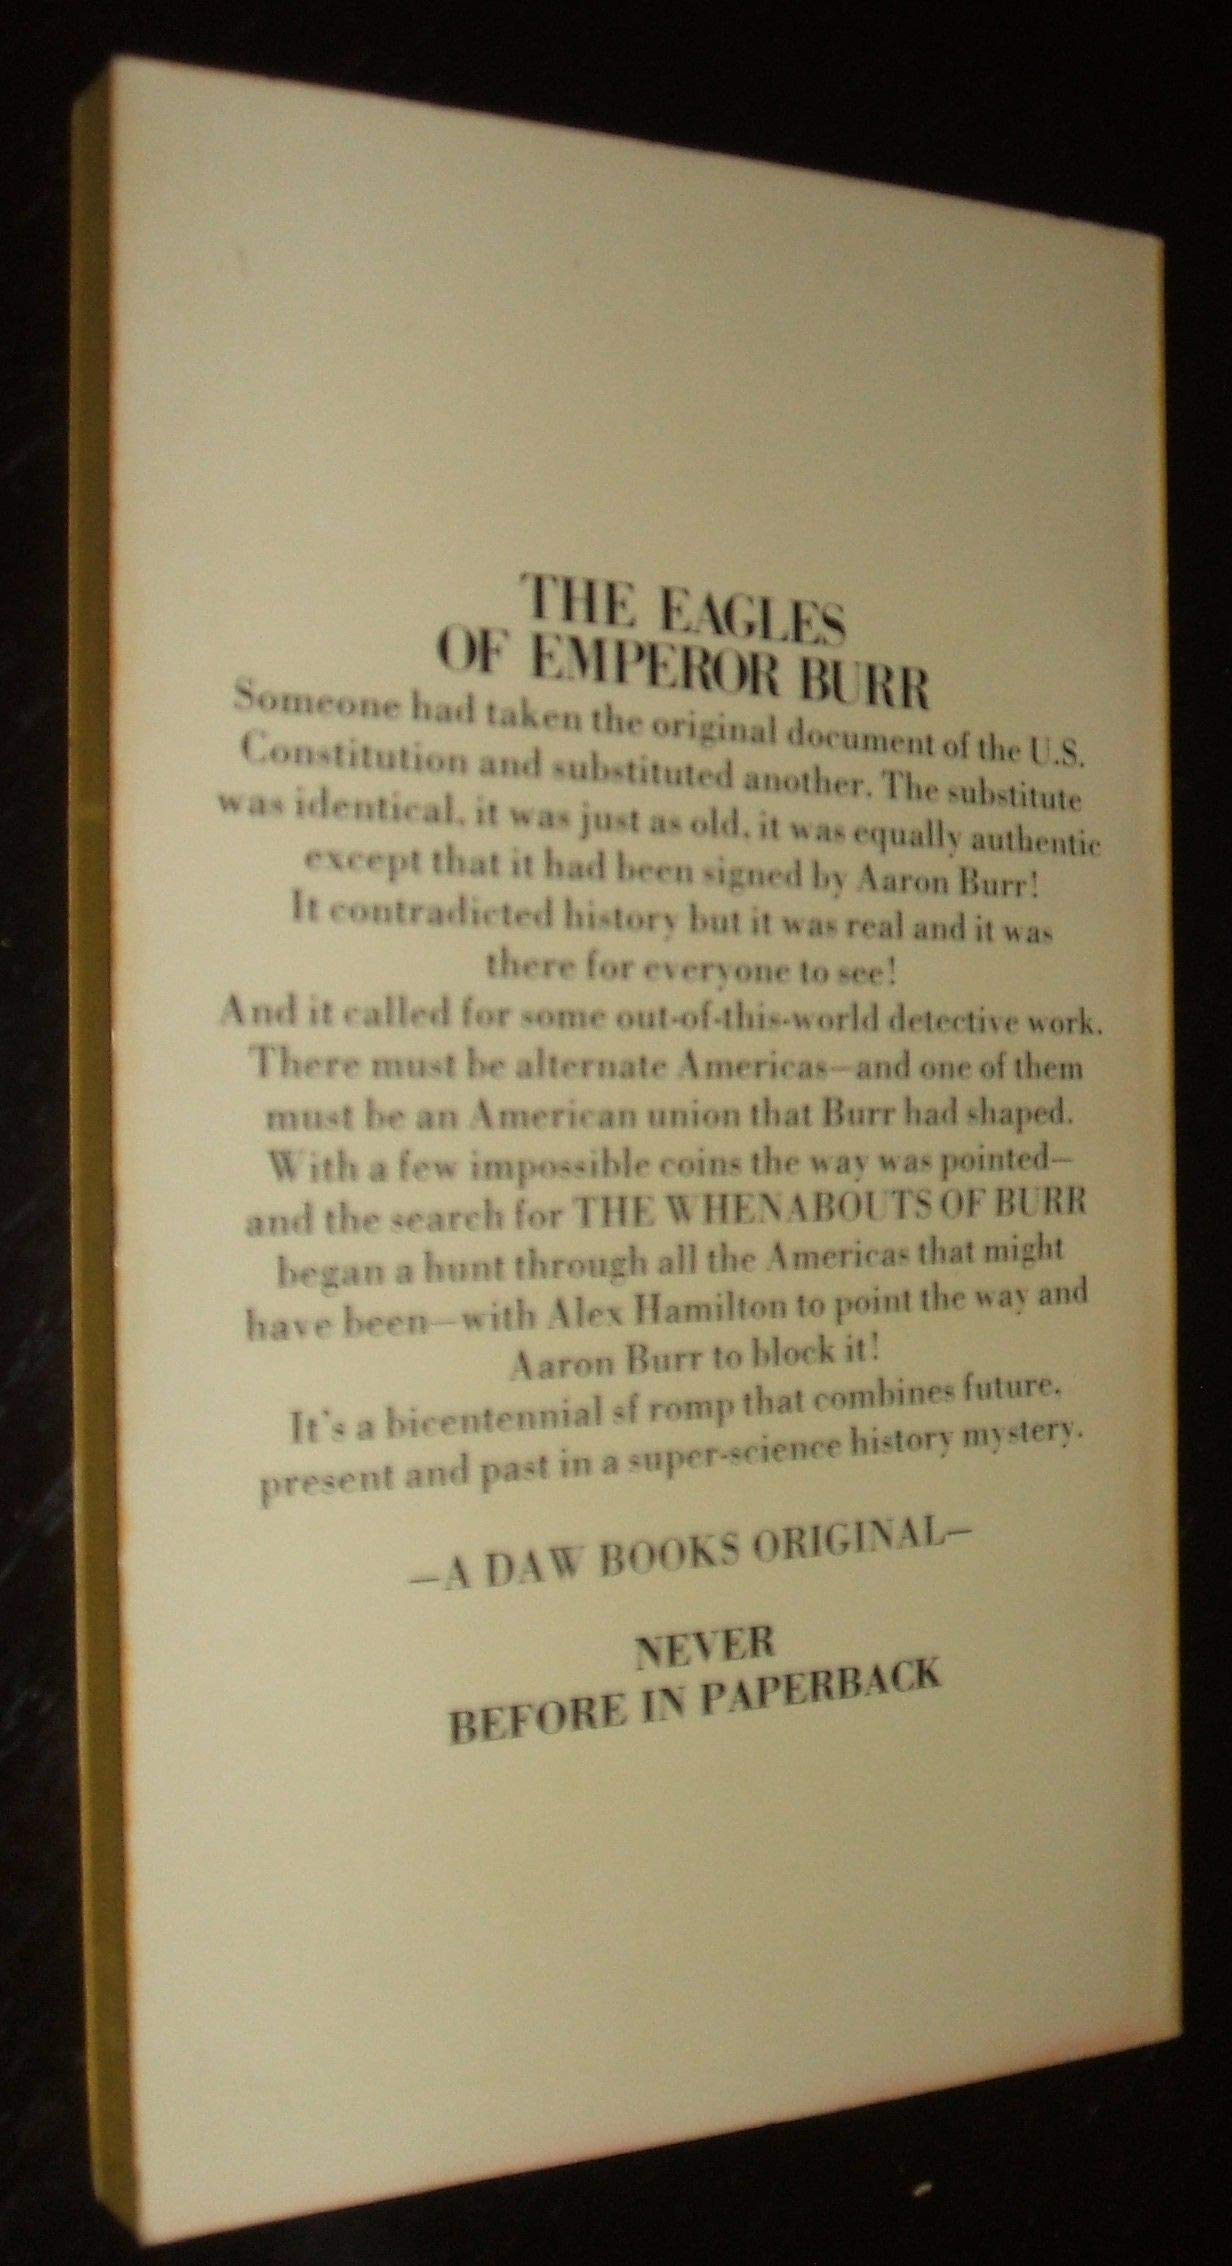 THE EAGLES
OF EMPEROR BURR
Someone had taken the original document of the U.S.
Constitution and substituted another. The substitute
was identical, it was just as old, it was equally authentic
except that it had been signed by Aaron Burr!
It contradicted history but it was real and it was
there for everyone to see!
And it called for some out-of-this-world detective work.
There must be alternate Americas—and one of them
must be an American union that Burr had shaped.
With a few impossible coins the way was pointed—
and the search for THE WHENABOUTS OF BURR
began a hunt through all the Americas that might
have been—with Alex Hamilton to point the way and
Aaron Burr to block it!
It's a bicentennial sf romp that combines future,
present and past in a super-science history mystery.
—A DAW BOOKS ORIGINAL—
NEVER
BEFORE IN PAPERBACK